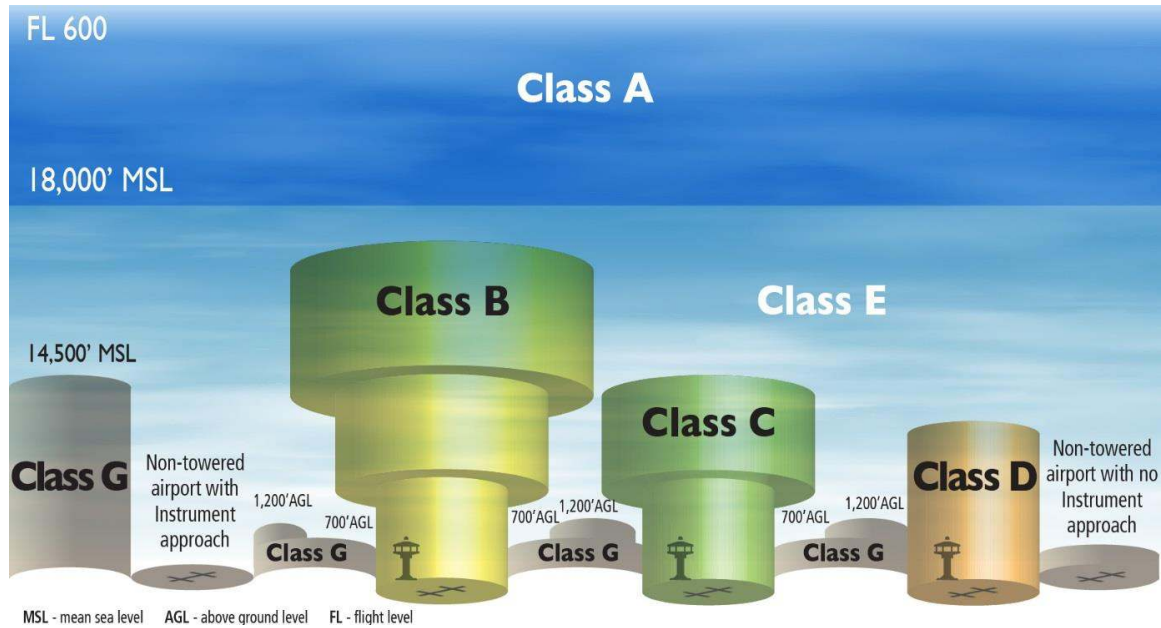 FL 600
Class A
18,000' MSL
Class B
Class E
14,500' MSL
Class C
Class G
Non-towered
airport with
Instrument
approach
1,200'AGL
700'AGL
Class G
700'AGL
1,200'AGL
Class G
700'AGL
1,200'AGL
Class G
Class D
Non-towered
airport with no
Instrument
approach
MSL - mean sea level AGL - above ground level FL - flight level